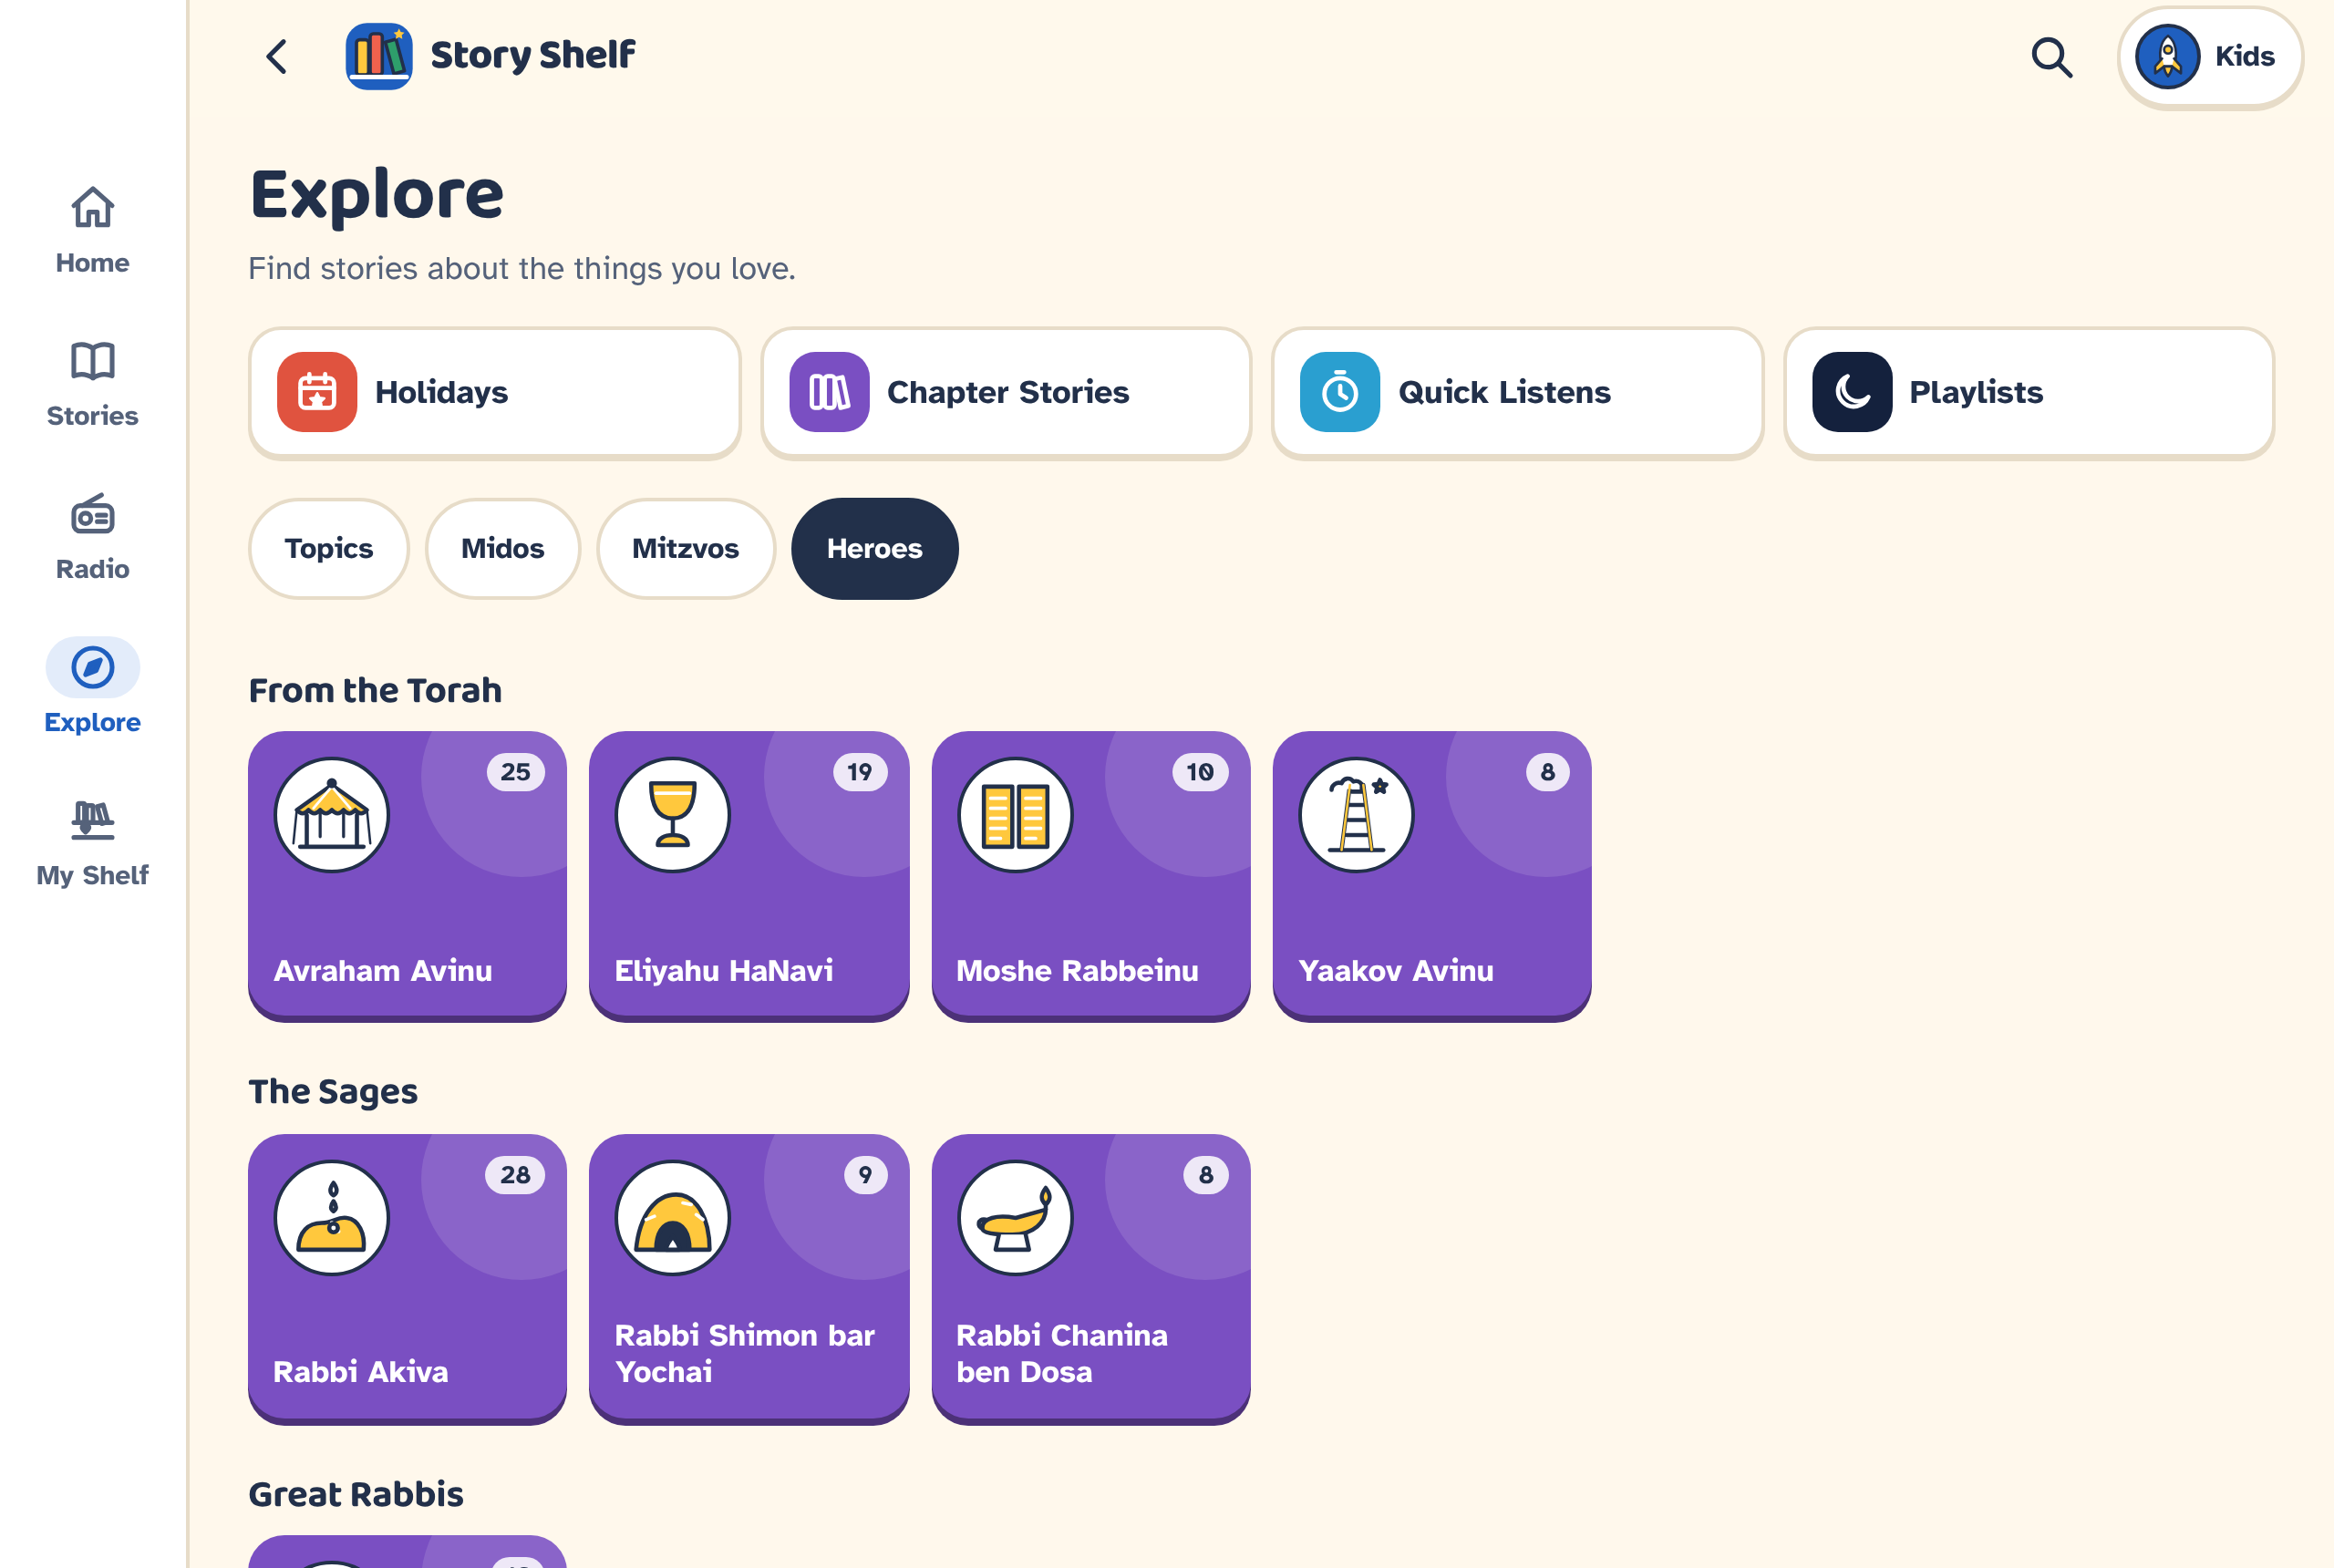 Story Shelf
Kids
Home
Stories
Radio
Explore
My Shelf
Explore
Find stories about the things you love.
Holidays
Chapter Stories
Quick Listens
Playlists
Topics
Midos
Mitzvos
Heroes
From the Torah
25
Avraham Avinu
19
Eliyahu HaNavi
10
Moshe Rabbeinu
8
Yaakov Avinu
The Sages
28
Rabbi Akiva
9
Rabbi Shimon bar
Yochai
8
Rabbi Chanina
ben Dosa
Great Rabbis